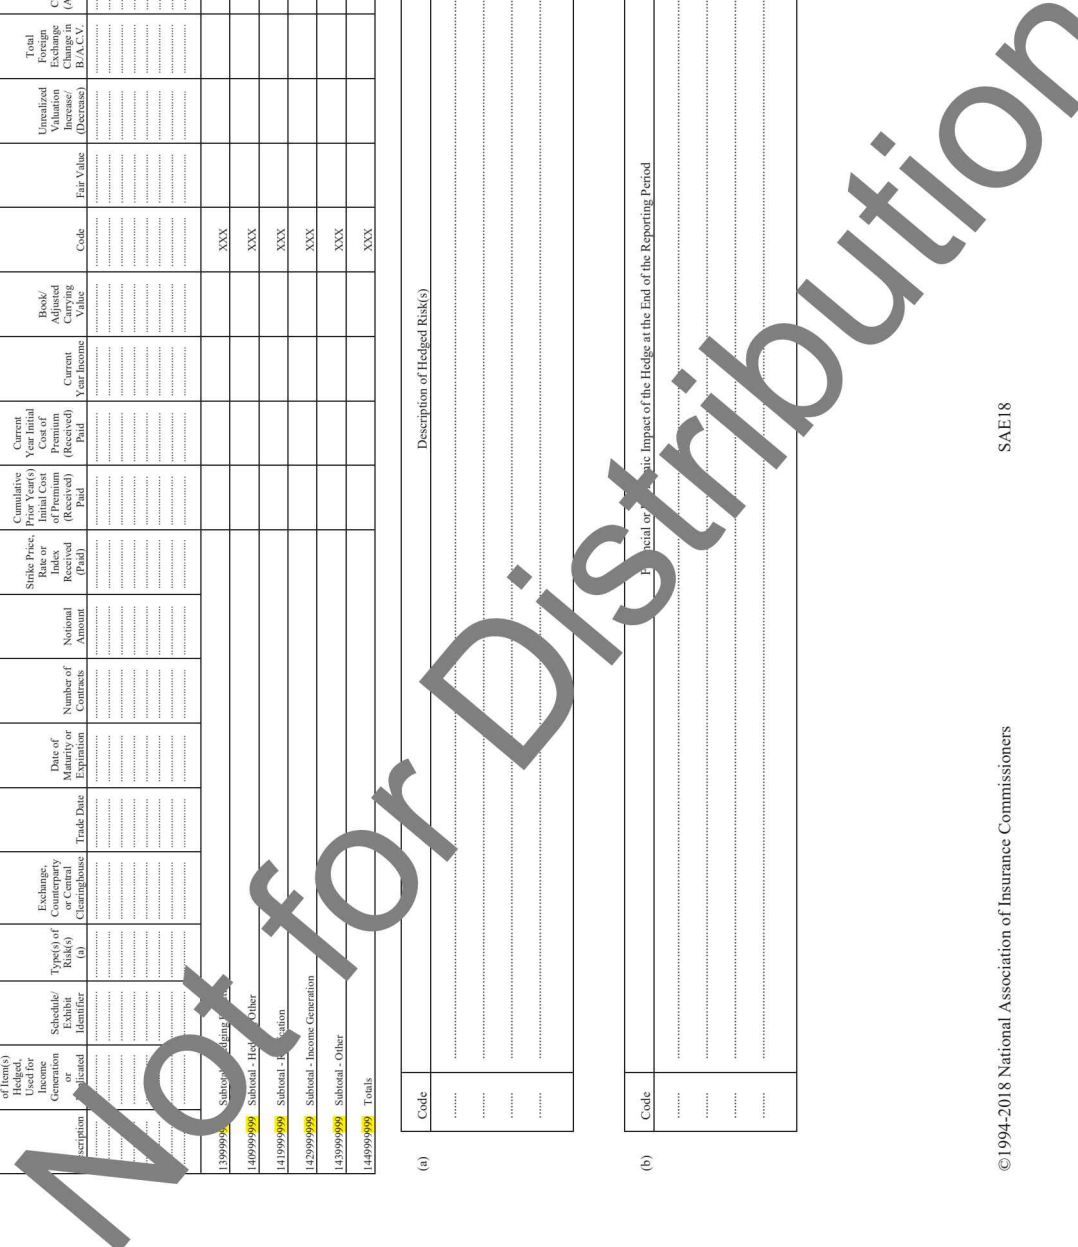 of Item(s)
Hedged,
Used for
Income
Generation
or
Schedule/
Exhibit
Identifier
Type(s) of
Risk(s)
(a)
Exchange,
Counterparty
or Central
Clearinghouse
Trade Date
Date of
Maturity or
Expiration
Number of
Contracts
Notional
Amount
Strike Price,
Rate or
Index
Received
(Paid)
Cumulative
Prior Year(s)
Initial Cost
of Premium
(Received)
Paid
Current
Year Initial
Cost of
Premium
(Received)
Paid
Current
Year Income
Book/
Adjusted
Carrying
Value
Code
Fair Value
Unrealized
Valuation
Increase/
(Decrease)
Total
Foreign
Exchange
Change in
B./A.C.V.
Subtotal - XXX
1409999999 Subtotal - Other XXX
1419999999 Subtotal - XXX
1429999999 Subtotal - Income Generation XXX
1439999999 Subtotal - Other XXX
1449999999 Totals XXX
(a) Code Description of Hedged Risk(s)
(b) Code or Impact of the Hedge at the End of the Reporting Period
©1994-2018 National Association of Insurance Commissioners SAE18
Not for Distribution